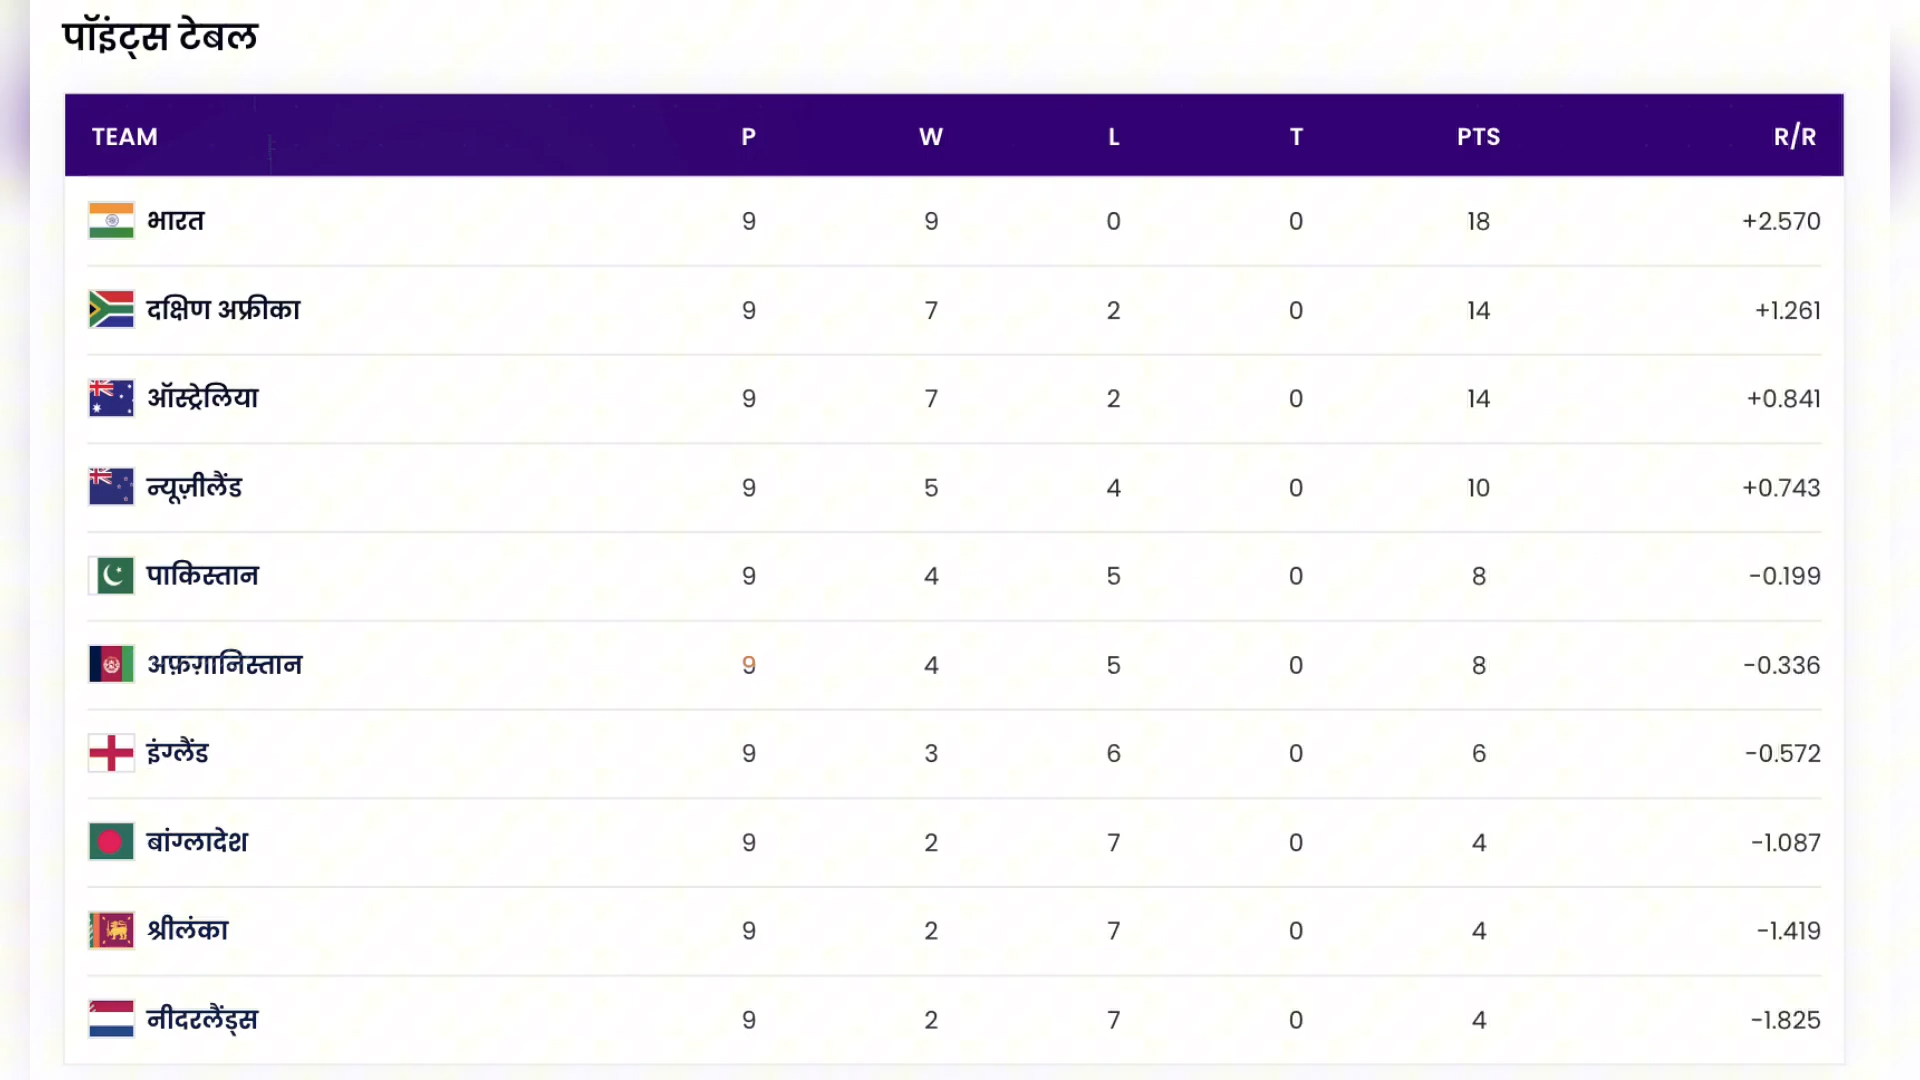 पॉइंट्स टेबल
TEAM P W L T PTS R/R
भारत 9 9 0 0 18 +2.570
दक्षिण अफ्रीका 9 7 2 0 14 +1.261
ऑस्ट्रेलिया 9 7 2 0 14 +0.841
न्यूज़ीलैंड 9 5 4 0 10 +0.743
पाकिस्तान 9 4 5 0 8 -0.199
अफ़ग़ानिस्तान 9 4 5 0 8 -0.336
इंग्लैंड 9 3 6 0 6 -0.572
बांग्लादेश 9 2 7 0 4 -1.087
श्रीलंका 9 2 7 0 4 -1.419
नीदरलैंड्स 9 2 7 0 4 -1.825